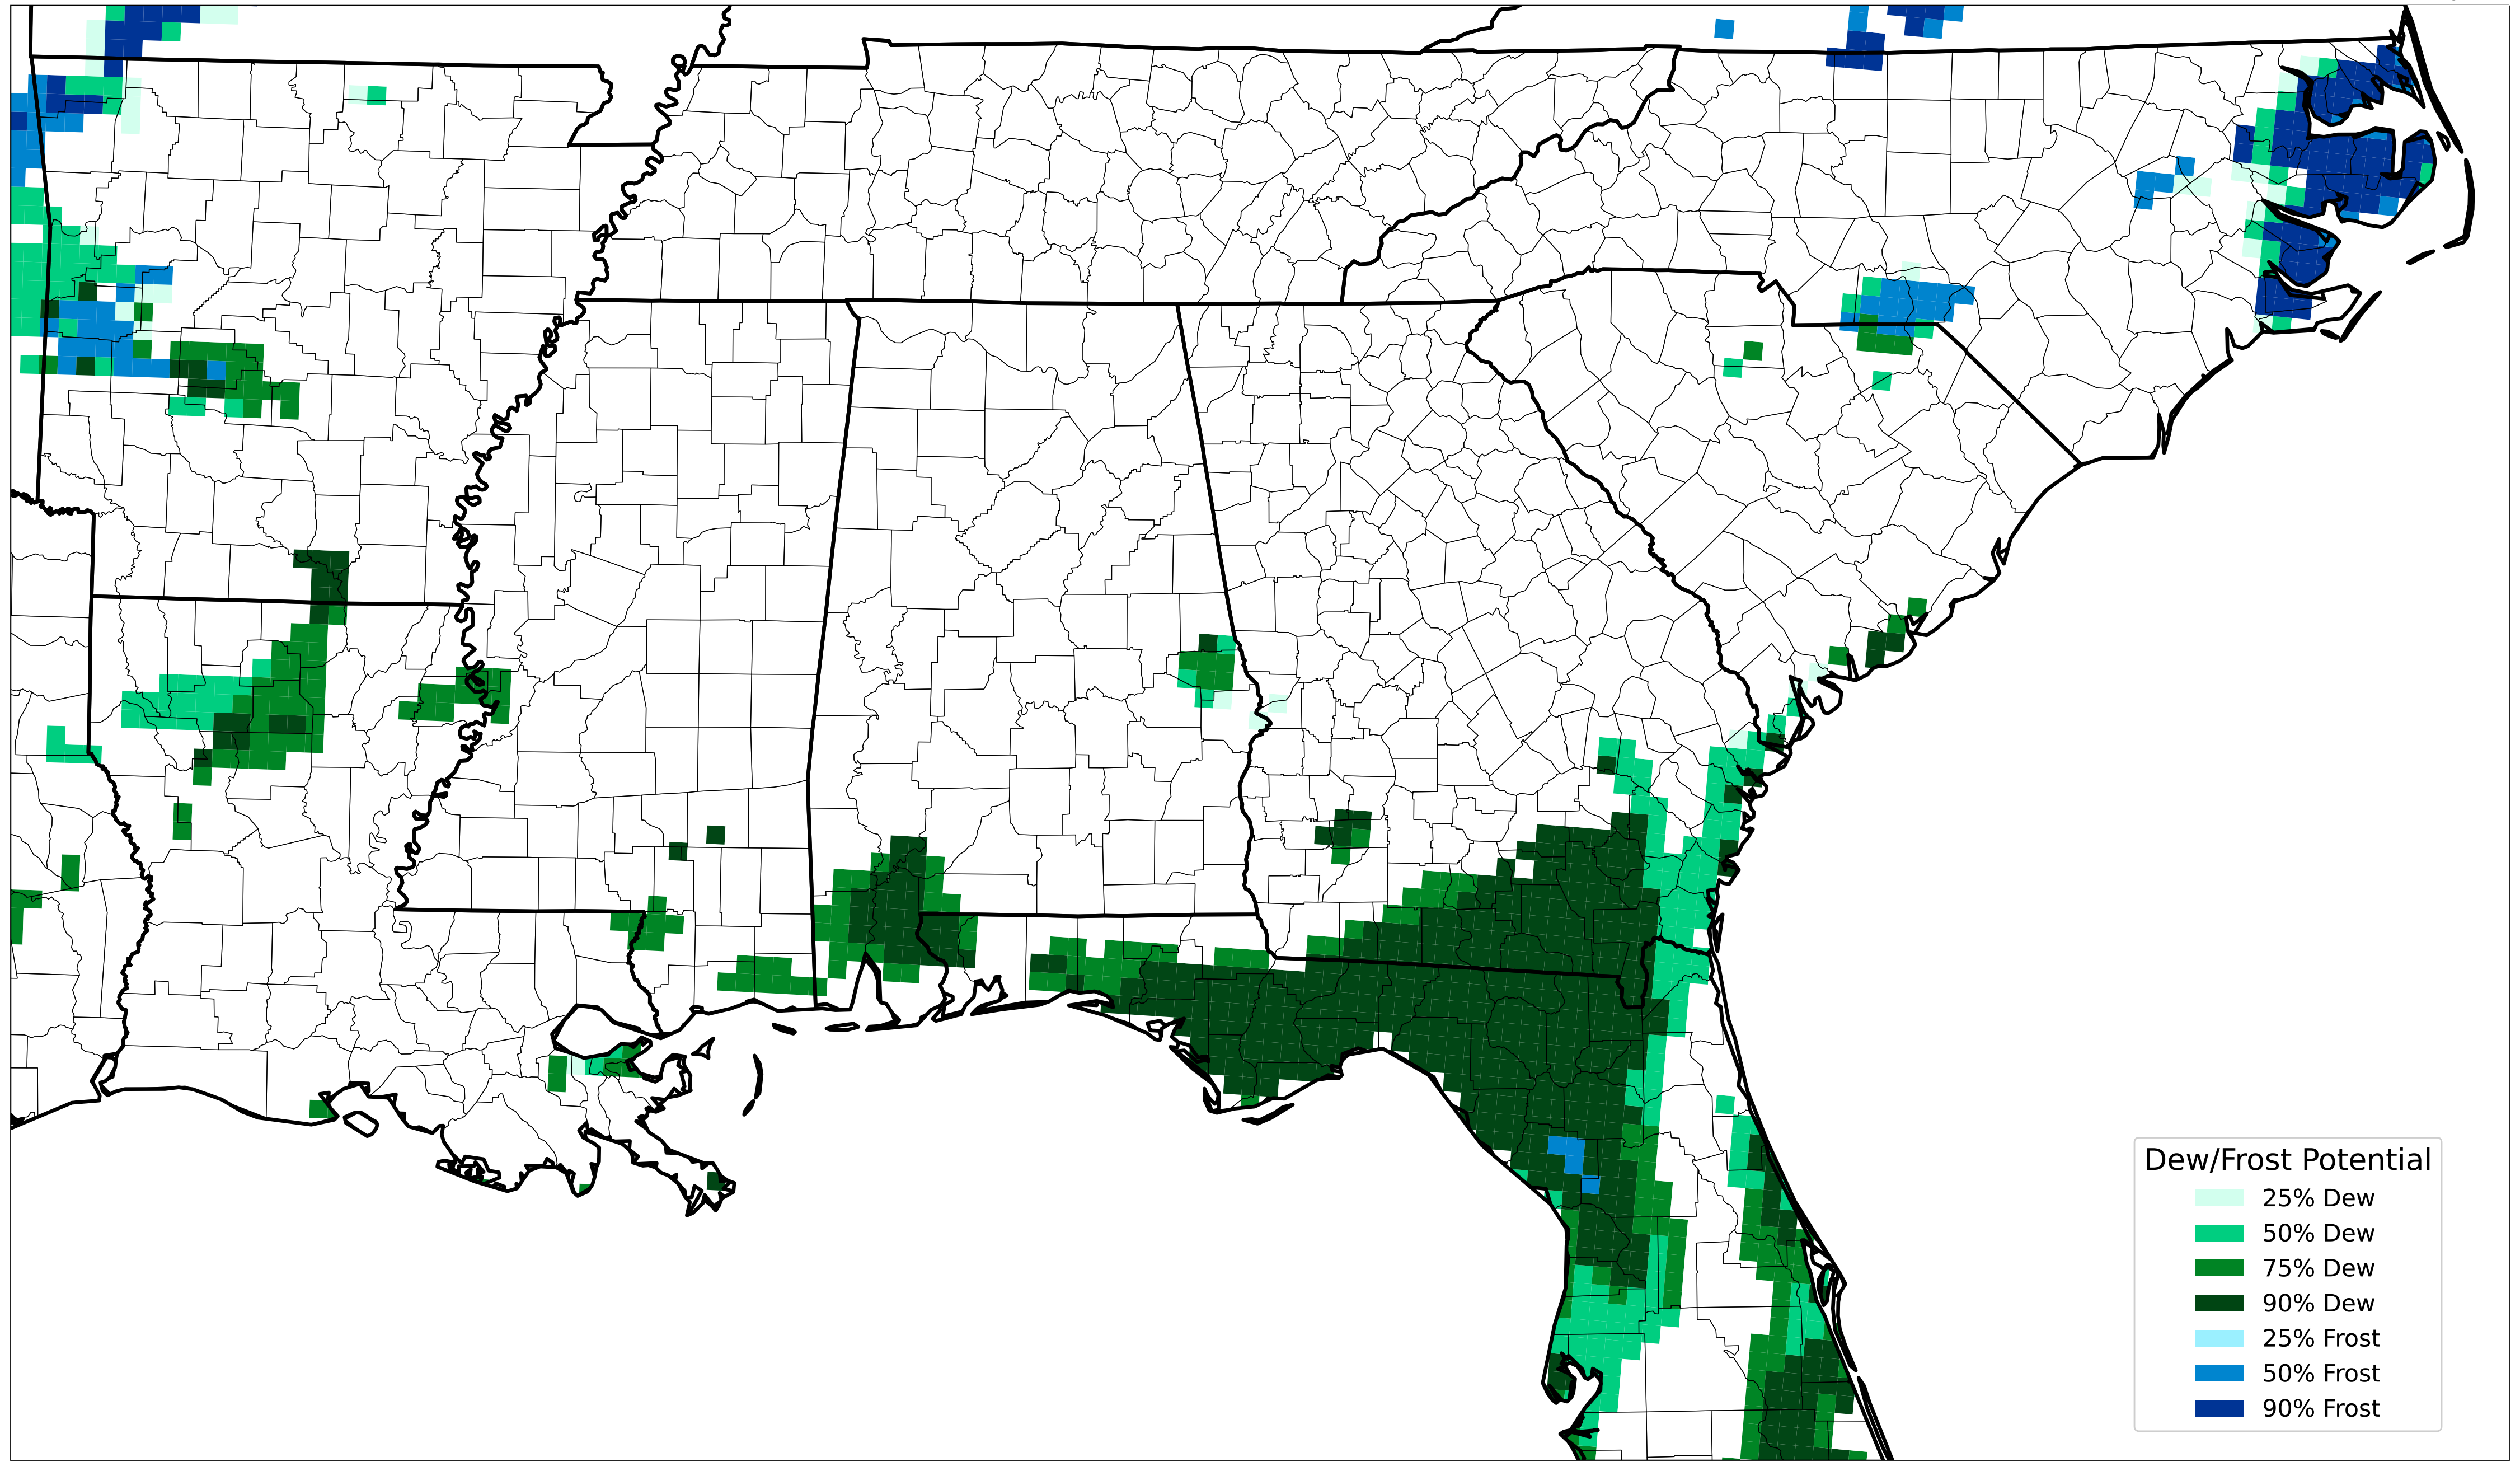 Dew/Frost Potential
25% Dew
50% Dew
75% Dew
90% Dew
25% Frost
50% Frost
90% Frost